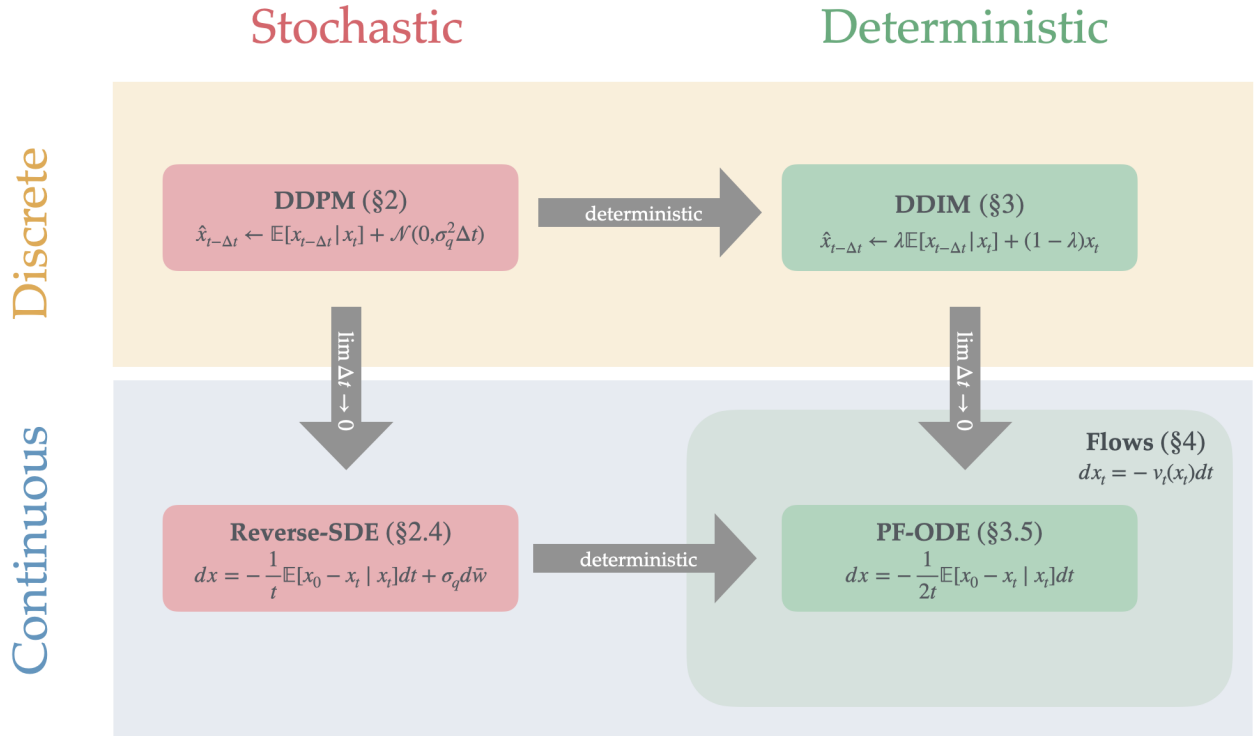 Stochastic
Deterministic
Discrete
DDPM (§2)
x̂_{t−Δt} ← 𝔼[x_{t−Δt} | x_t] + 𝒩(0,σ_q²Δt)
deterministic
DDIM (§3)
x̂_{t−Δt} ← λ𝔼[x_{t−Δt} | x_t] + (1 − λ)x_t
lim Δt → 0
lim Δt → 0
Continuous
Flows (§4)
dx_t = − v_t(x_t)dt
Reverse-SDE (§2.4)
dx = − 1/t 𝔼[x_0 − x_t | x_t]dt + σ_q dw̄
deterministic
PF-ODE (§3.5)
dx = − 1/2t 𝔼[x_0 − x_t | x_t]dt